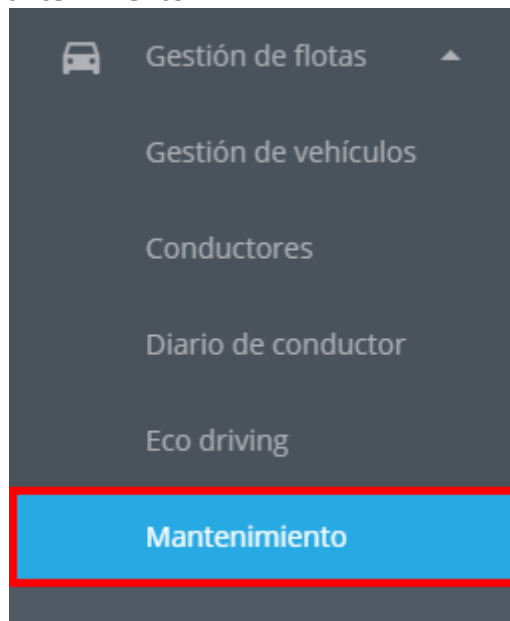 Gestión de flotas
Gestión de vehículos
Conductores
Diario de conductor
Eco driving
Mantenimiento